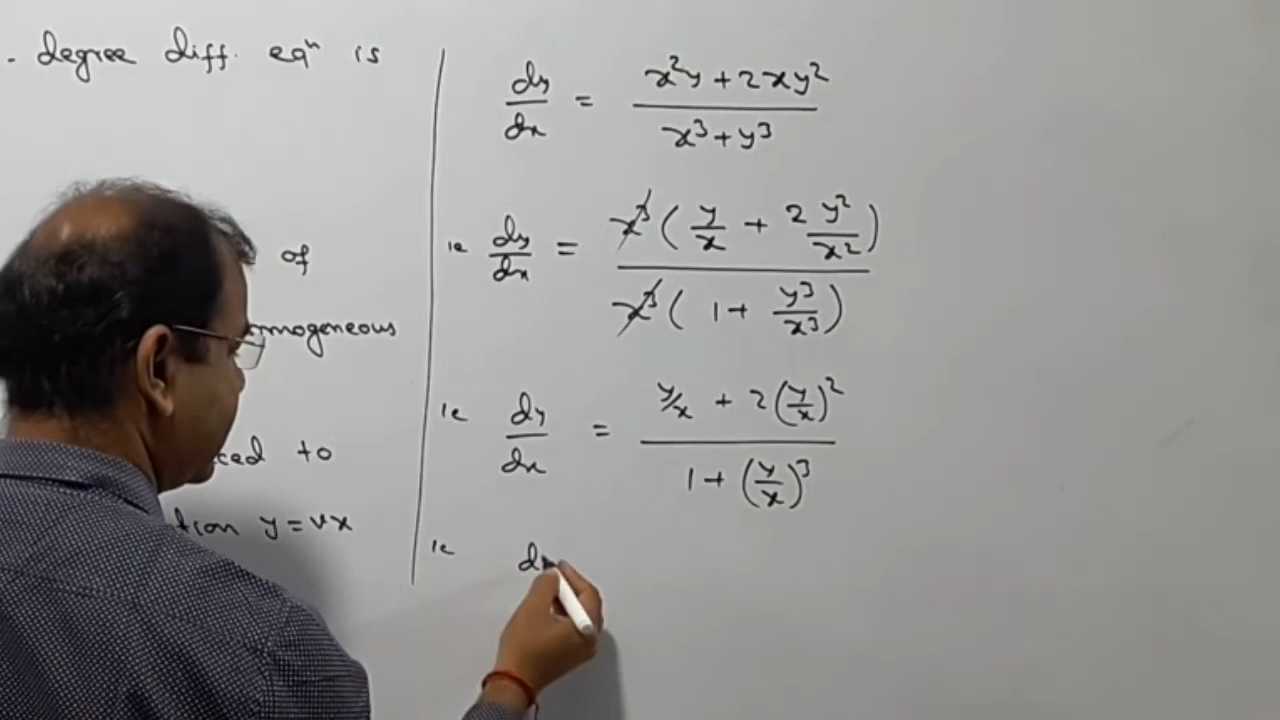 - degree diff. eqⁿ is
of
mogeneous
ced to
tion y = vx
dy/dx = (x²y + 2xy²)/(x³ + y³)
ie dy/dx = x³(y/x + 2 y²/x²)/x³(1 + y³/x³)
ie dy/dx = (y/x + 2(y/x)²)/(1 + (y/x)³)
ie d